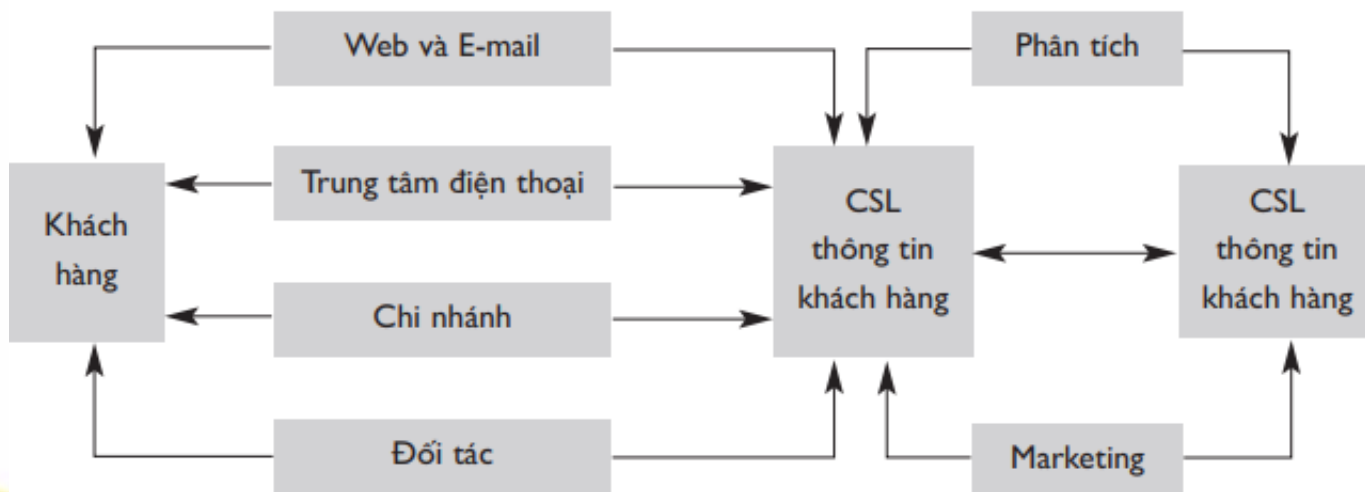 Web và E-mail
Phân tích
Trung tâm điện thoại
Khách
hàng
CSL
thông tin
khách hàng
CSL
thông tin
khách hàng
Chi nhánh
Đối tác
Marketing